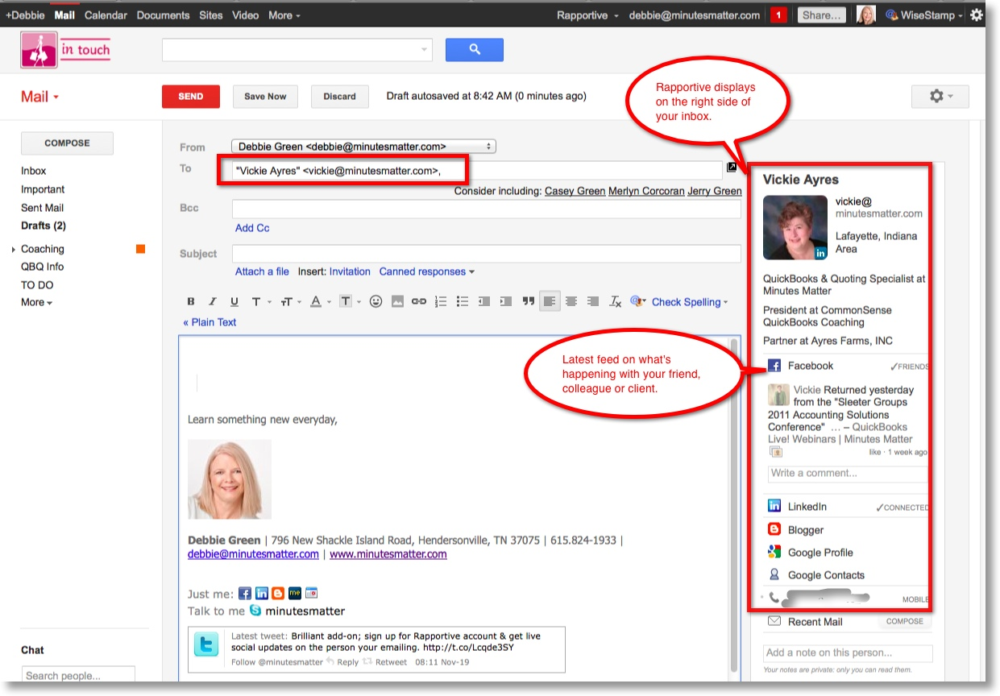 +Debbie Mail Calendar Documents Sites Video More
Rapportive debbie@minutesmatter.com 1 Share... WiseStamp
in touch
Mail
SEND Save Now Discard Draft autosaved at 8:42 AM (0 minutes ago)
Rapportive displays
on the right side of
your inbox.
COMPOSE
Inbox
Important
Sent Mail
Drafts (2)
Coaching
QBQ Info
TO DO
More
From Debbie Green <debbie@minutesmatter.com>
To "Vickie Ayres" <vickie@minutesmatter.com>,
Consider including: Casey Green Merlyn Corcoran Jerry Green
Bcc
Add Cc
Subject
Attach a file Insert: Invitation Canned responses
B I U T TT A T Tx Check Spelling
« Plain Text
Latest feed on what's
happening with your friend,
colleague or client.
Learn something new everyday,
Debbie Green | 796 New Shackle Island Road, Hendersonville, TN 37075 | 615.824-1933 |
debbie@minutesmatter.com | www.minutesmatter.com
Just me: me
Talk to me minutesmatter
Latest tweet: Brilliant add-on; sign up for Rapportive account & get live
social updates on the person your emailing. http://t.co/Lcqde3SY
Follow @minutesmatter Reply Retweet 08:11 Nov-19
Vickie Ayres
vickie@
minutesmatter.com
Lafayette, Indiana
Area
in
QuickBooks & Quoting Specialist at
Minutes Matter
President at CommonSense
QuickBooks Coaching
Partner at Ayres Farms, INC
Facebook ✓FRIENDS
Vickie Returned yesterday
from the "Sleeter Groups
2011 Accounting Solutions
Conference" ... – QuickBooks
Live! Webinars | Minutes Matter
like · 1 week ago
Write a comment...
LinkedIn ✓CONNECTED
Blogger
Google Profile
Google Contacts
MOBILE
Recent Mail COMPOSE
Add a note on this person...
Your notes are private: only you can read them.
Chat
Search people...